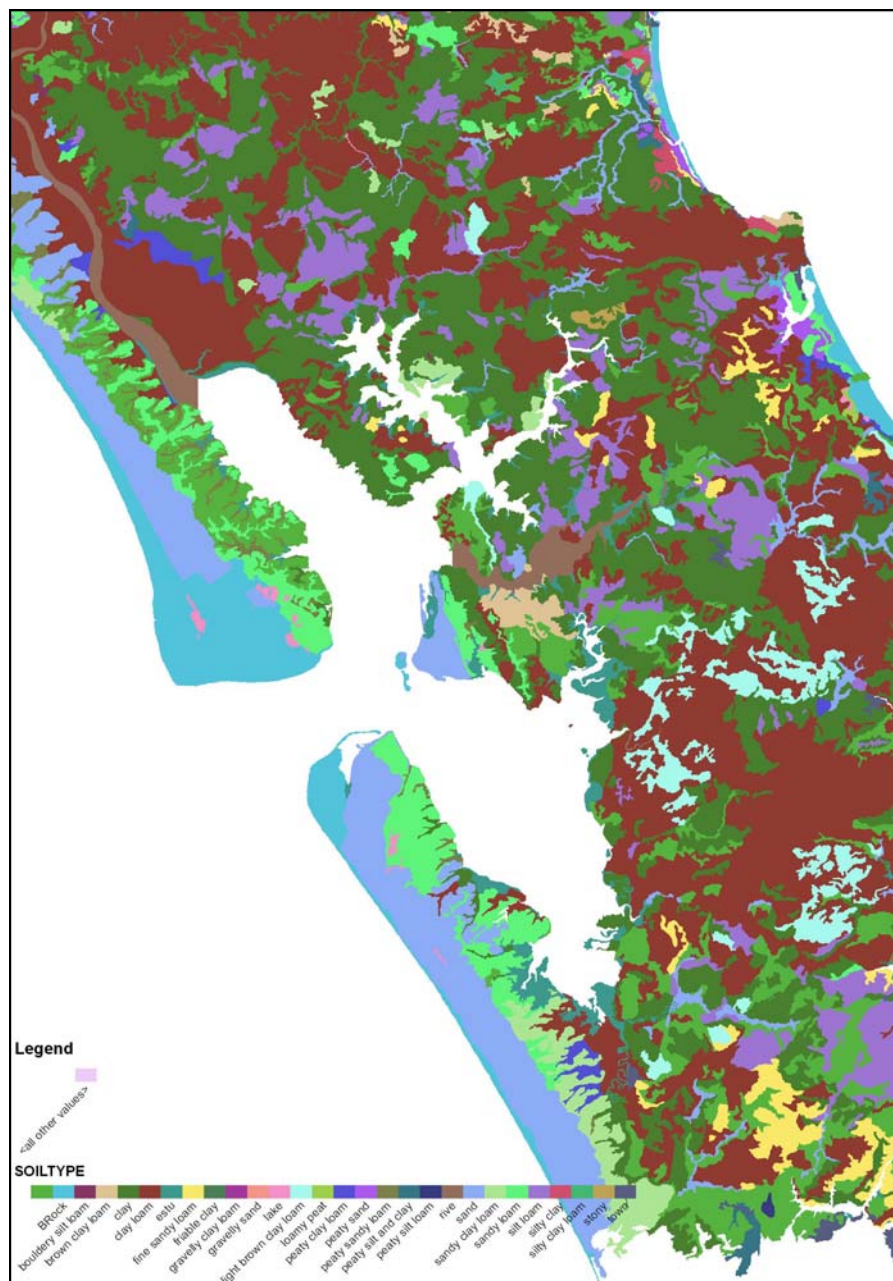 Legend
<all other values>
SOILTYPE
BRock
bouldery silt loam
brown clay loam
clay
clay loam
estu
fine sandy loam
friable clay
gravelly clay loam
gravelly sand
lake
light brown clay loam
loamy peat
peaty clay loam
peaty sand
peaty sandy loam
peaty silt and clay
peaty silt loam
rive
sand
sandy clay loam
sandy loam
silt loam
silty clay
silty clay loam
stony
town